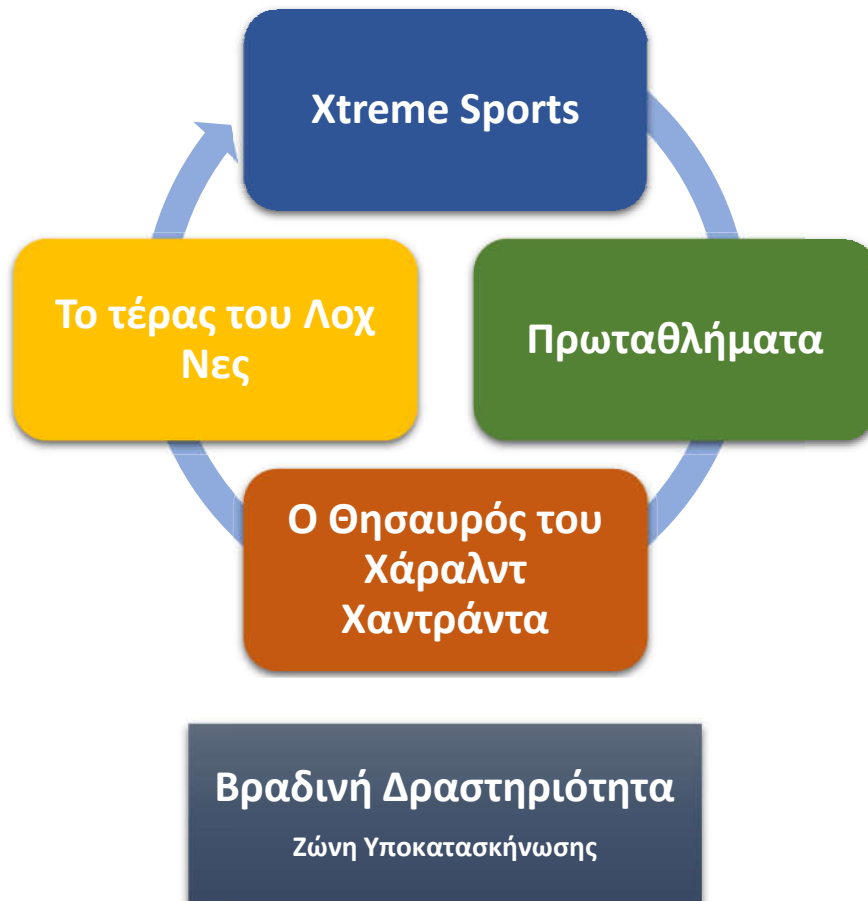 Xtreme Sports
Το τέρας του Λοχ
Νες
Πρωταθλήματα
Ο Θησαυρός του
Χάραλντ
Χαντράντα
Βραδινή Δραστηριότητα
Ζώνη Υποκατασκήνωσης